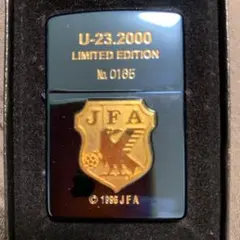 U-23.2000
LIMITED EDITION
№ 0165
JFA
© 1996 JFA